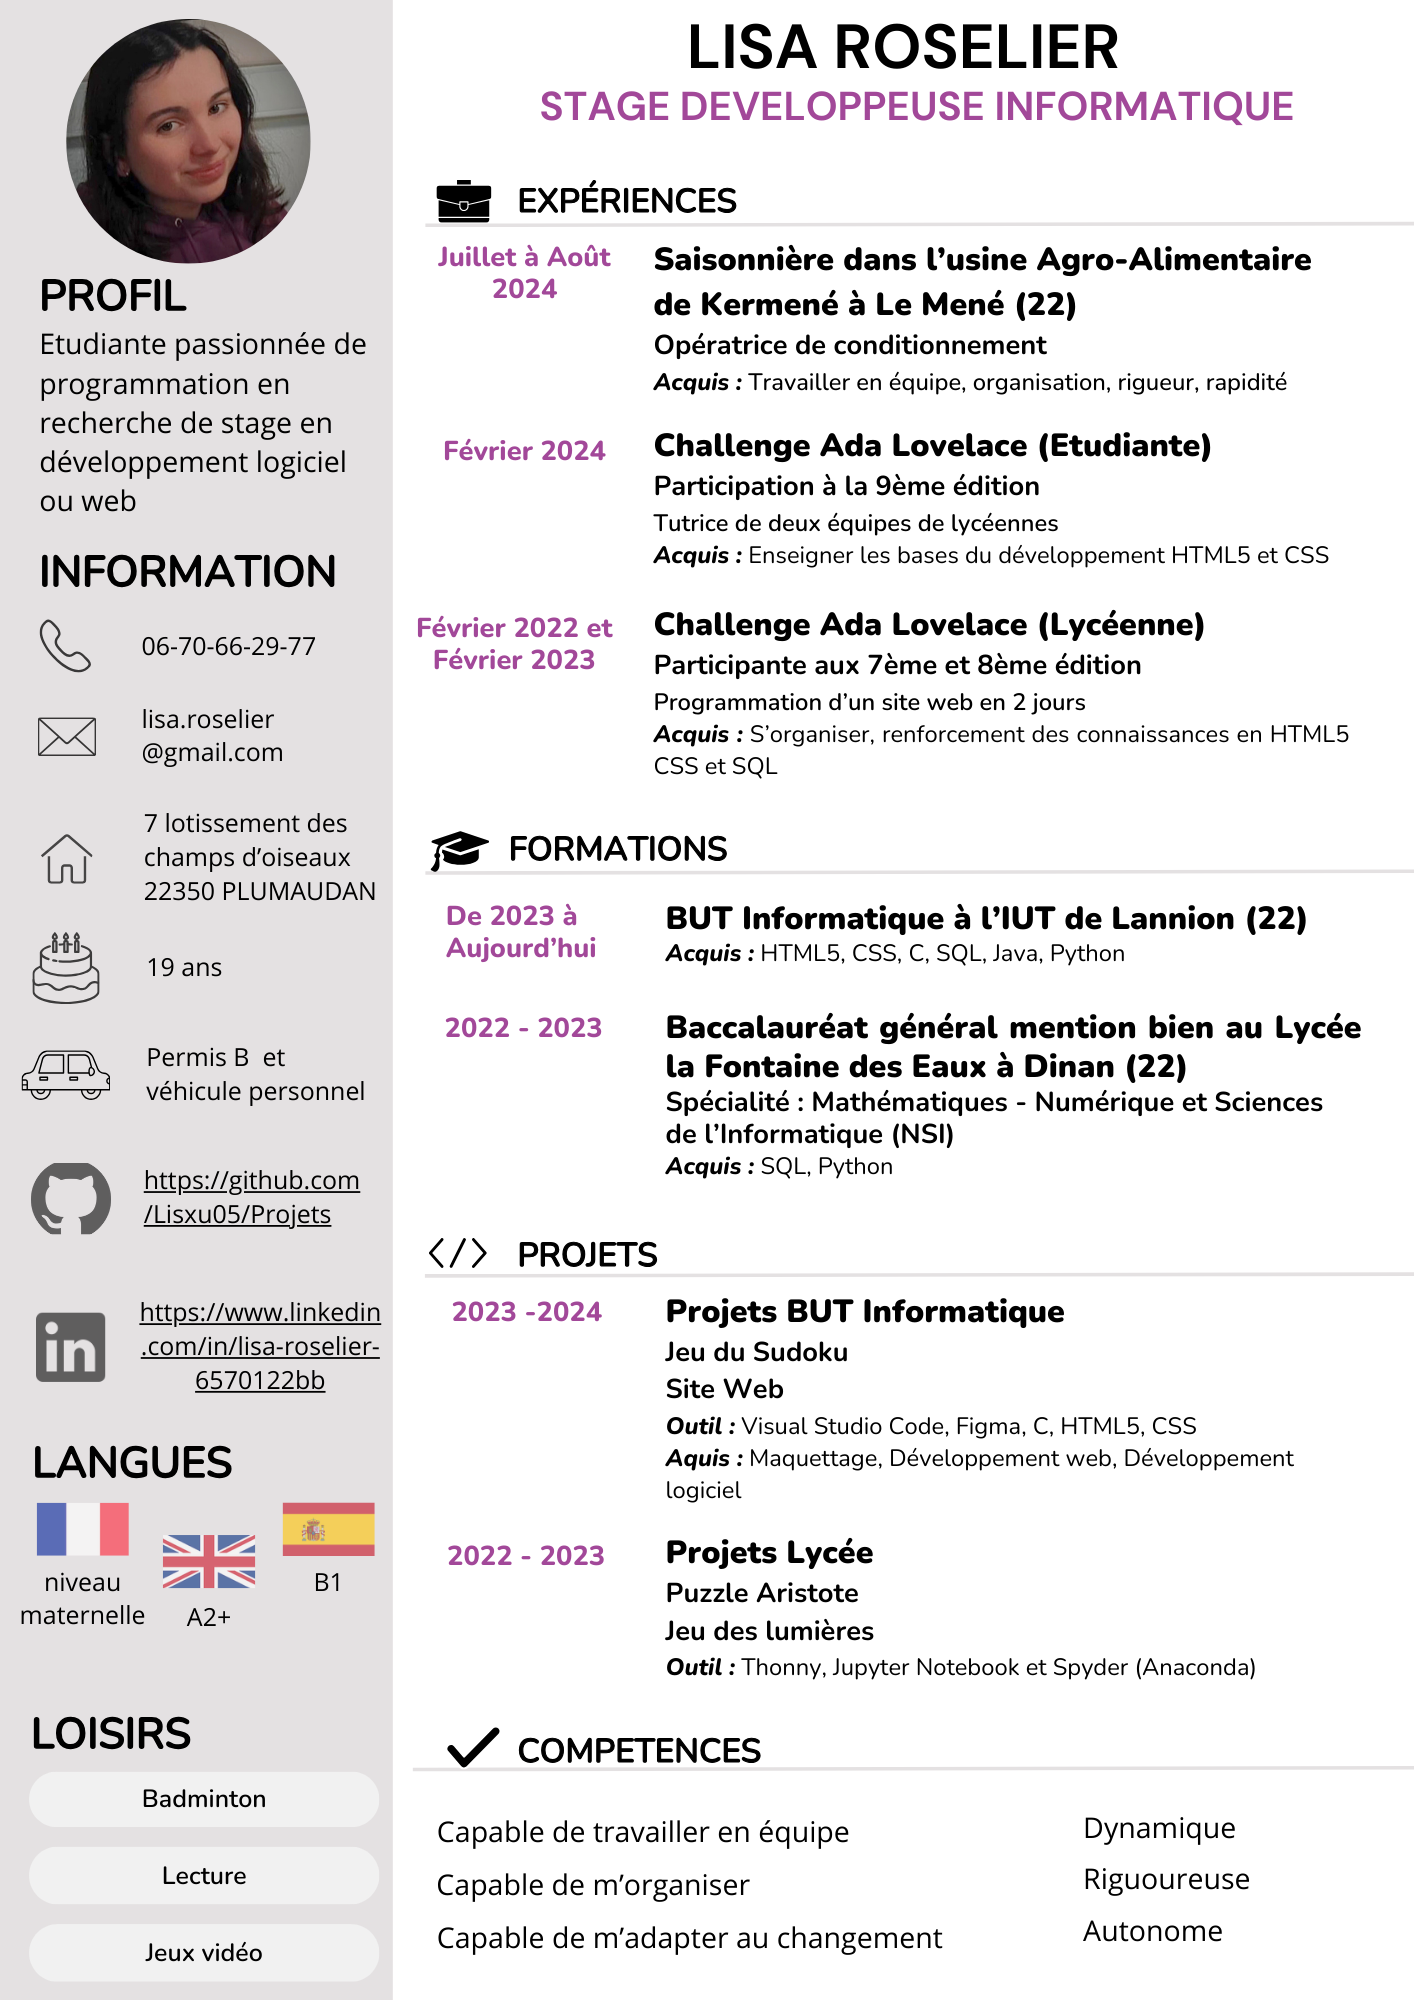 LISA ROSELIER
STAGE DEVELOPPEUSE INFORMATIQUE
PROFIL
Etudiante passionnée de
programmation en
recherche de stage en
développement logiciel
ou web
INFORMATION
06-70-66-29-77
lisa.roselier
@gmail.com
7 lotissement des
champs d’oiseaux
22350 PLUMAUDAN
19 ans
Permis B et
véhicule personnel
https://github.com
/Lisxu05/Projets
in
https://www.linkedin
.com/in/lisa-roselier-
6570122bb
LANGUES
niveau
maternelle
A2+
B1
LOISIRS
Badminton
Lecture
Jeux vidéo
EXPÉRIENCES
Juillet à Août
2024
Saisonnière dans l’usine Agro-Alimentaire
de Kermené à Le Mené (22)
Opératrice de conditionnement
Acquis : Travailler en équipe, organisation, rigueur, rapidité
Février 2024
Challenge Ada Lovelace (Etudiante)
Participation à la 9ème édition
Tutrice de deux équipes de lycéennes
Acquis : Enseigner les bases du développement HTML5 et CSS
Février 2022 et
Février 2023
Challenge Ada Lovelace (Lycéenne)
Participante aux 7ème et 8ème édition
Programmation d’un site web en 2 jours
Acquis : S’organiser, renforcement des connaissances en HTML5
CSS et SQL
FORMATIONS
De 2023 à
Aujourd’hui
BUT Informatique à l’IUT de Lannion (22)
Acquis : HTML5, CSS, C, SQL, Java, Python
2022 - 2023
Baccalauréat général mention bien au Lycée
la Fontaine des Eaux à Dinan (22)
Spécialité : Mathématiques - Numérique et Sciences
de l’Informatique (NSI)
Acquis : SQL, Python
</> PROJETS
2023 -2024
Projets BUT Informatique
Jeu du Sudoku
Site Web
Outil : Visual Studio Code, Figma, C, HTML5, CSS
Aquis : Maquettage, Développement web, Développement
logiciel
2022 - 2023
Projets Lycée
Puzzle Aristote
Jeu des lumières
Outil : Thonny, Jupyter Notebook et Spyder (Anaconda)
COMPETENCES
Capable de travailler en équipe
Capable de m’organiser
Capable de m’adapter au changement
Dynamique
Riguoureuse
Autonome